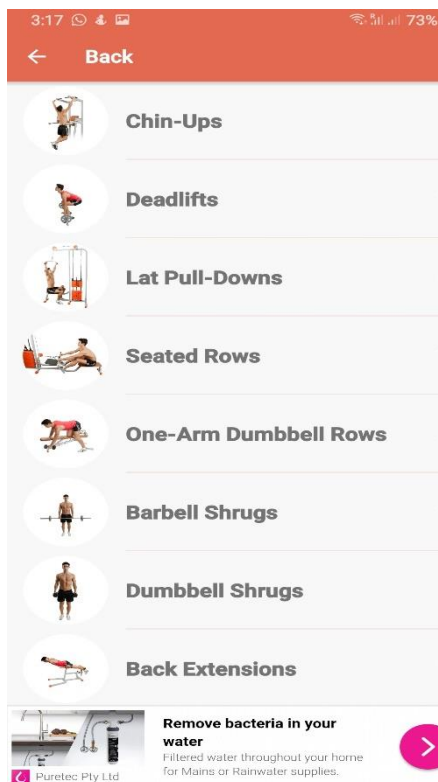 3:17 73%
Back
Chin-Ups
Deadlifts
Lat Pull-Downs
Seated Rows
One-Arm Dumbbell Rows
Barbell Shrugs
Dumbbell Shrugs
Back Extensions
Remove bacteria in your
water
Filtered water throughout your home
for Mains or Rainwater supplies.
Puretec Pty Ltd